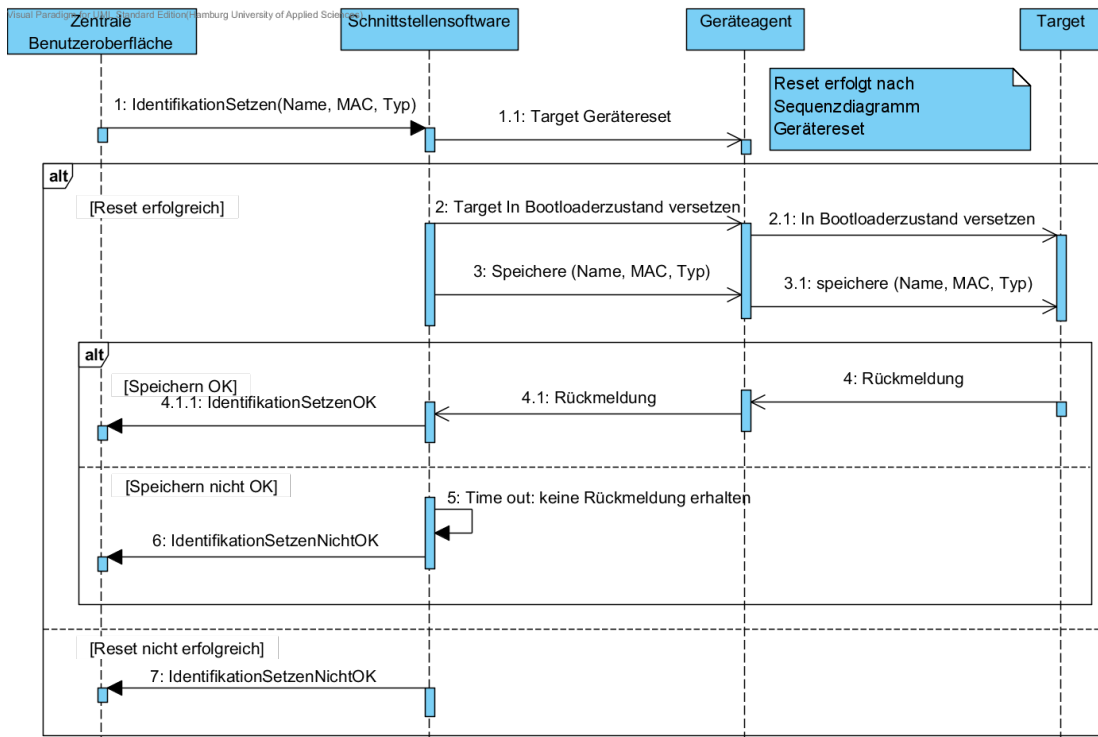 Visual Paradigm for UML Standard Edition(Hamburg University of Applied Sciences)
Zentrale
Benutzeroberfläche
Schnittstellensoftware
Geräteagent
Target
Reset erfolgt nach
Sequenzdiagramm
Gerätereset
1: IdentifikationSetzen(Name, MAC, Typ)
1.1: Target Gerätereset
alt
[Reset erfolgreich]
2: Target In Bootloaderzustand versetzen
2.1: In Bootloaderzustand versetzen
3: Speichere (Name, MAC, Typ)
3.1: speichere (Name, MAC, Typ)
alt
[Speichern OK]
4: Rückmeldung
4.1: Rückmeldung
4.1.1: IdentifikationSetzenOK
[Speichern nicht OK]
5: Time out: keine Rückmeldung erhalten
6: IdentifikationSetzenNichtOK
[Reset nicht erfolgreich]
7: IdentifikationSetzenNichtOK